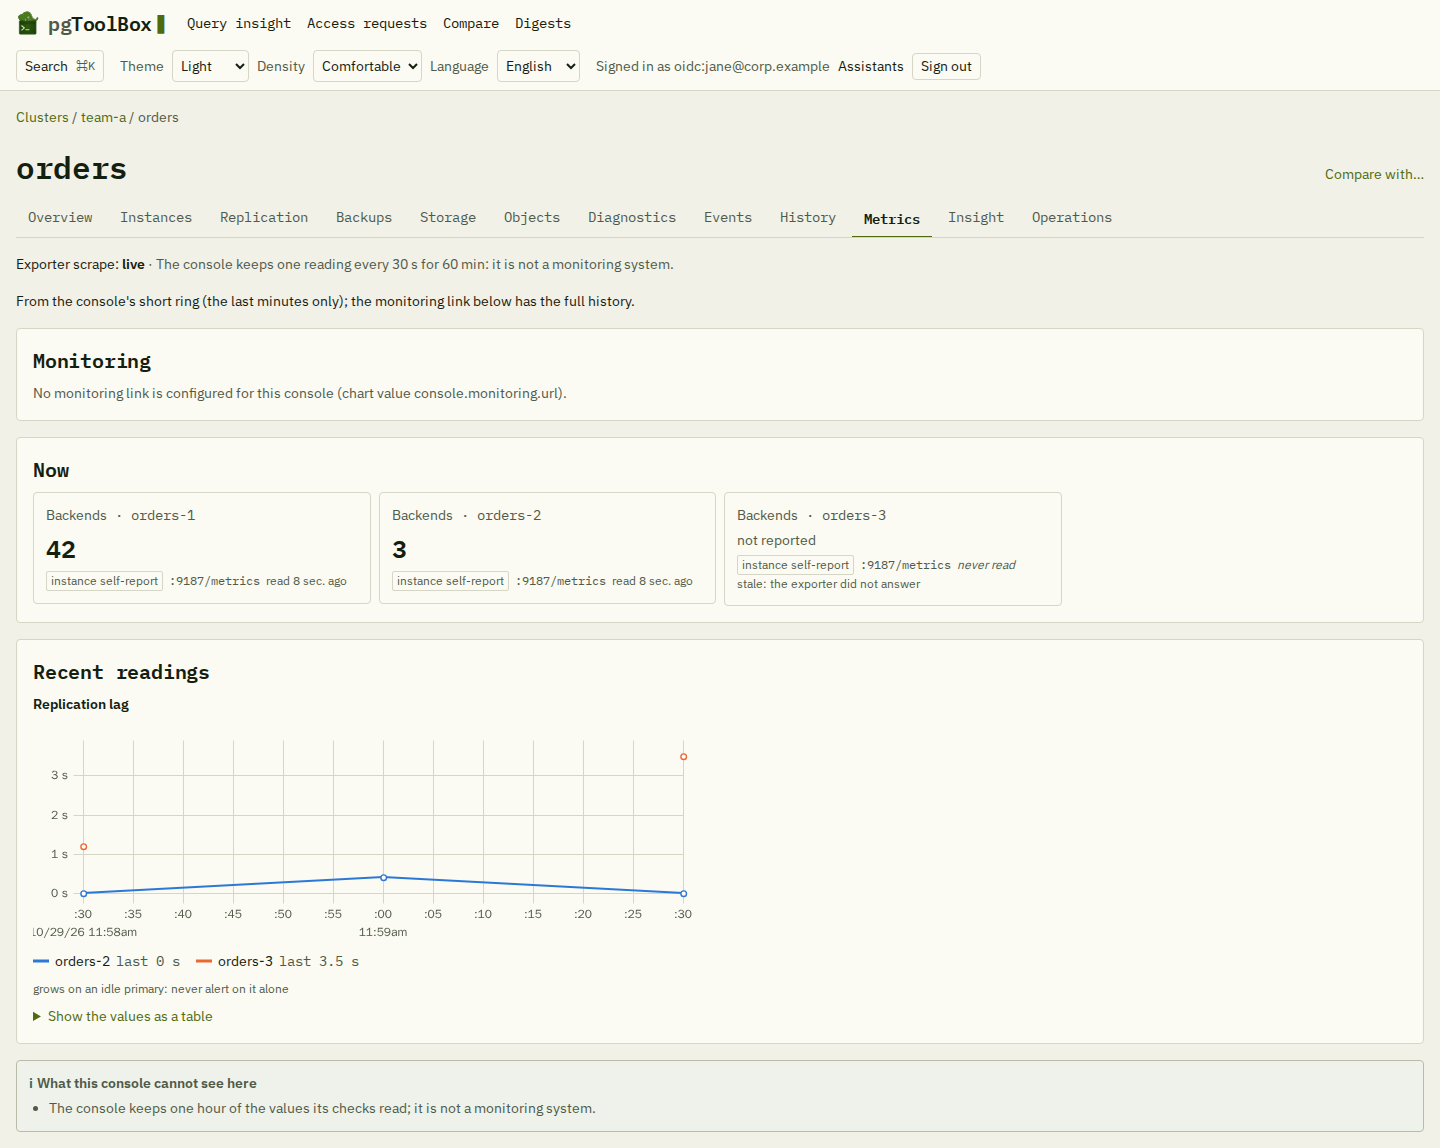 pgToolBox Query insight Access requests Compare Digests
Search ⌘K Theme Light Density Comfortable Language English Signed in as oidc:jane@corp.example Assistants Sign out
Clusters / team-a / orders
orders
Compare with...
Overview Instances Replication Backups Storage Objects Diagnostics Events History Metrics Insight Operations
Exporter scrape: live · The console keeps one reading every 30 s for 60 min: it is not a monitoring system.
From the console's short ring (the last minutes only); the monitoring link below has the full history.
Monitoring
No monitoring link is configured for this console (chart value console.monitoring.url).
Now
Backends · orders-1
42
instance self-report :9187/metrics read 8 sec. ago
Backends · orders-2
3
instance self-report :9187/metrics read 8 sec. ago
Backends · orders-3
not reported
instance self-report :9187/metrics never read
stale: the exporter did not answer
Recent readings
Replication lag
3 s
2 s
1 s
0 s
:30 :35 :40 :45 :50 :55 :00 :05 :10 :15 :20 :25 :30
10/29/26 11:58am 11:59am
orders-2 last 0 s orders-3 last 3.5 s
grows on an idle primary: never alert on it alone
Show the values as a table
i What this console cannot see here
• The console keeps one hour of the values its checks read; it is not a monitoring system.